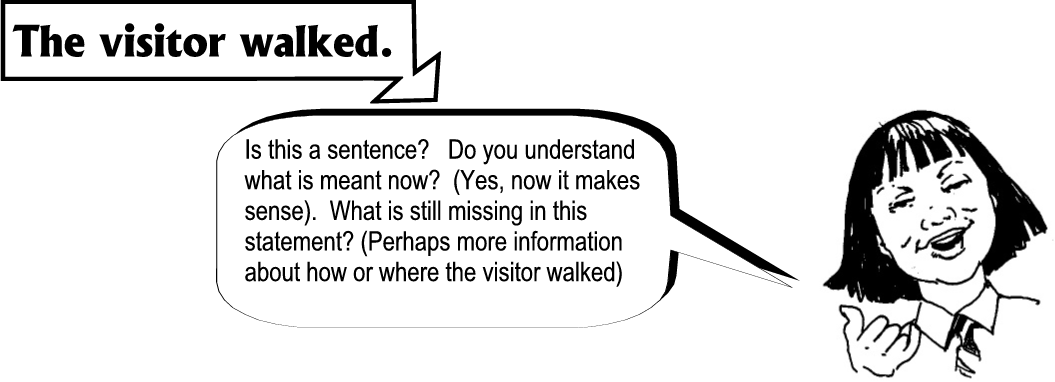 The visitor walked.
Is this a sentence?   Do you understand
what is meant now?  (Yes, now it makes
sense).  What is still missing in this
statement? (Perhaps more information
about how or where the visitor walked)